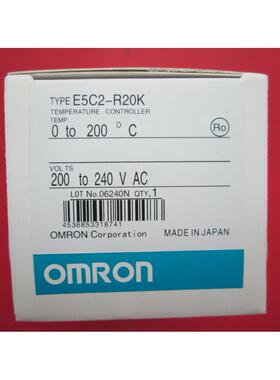 TYPE E5C2-R20K
TEMPERATURE CONTROLLER
TEMP
0 to 200 °C
Ro
VOLTS
200 to 240 V AC
LOT No.06240N QTY.1
4536853318741
OMRON Corporation MADE IN JAPAN
OMRON